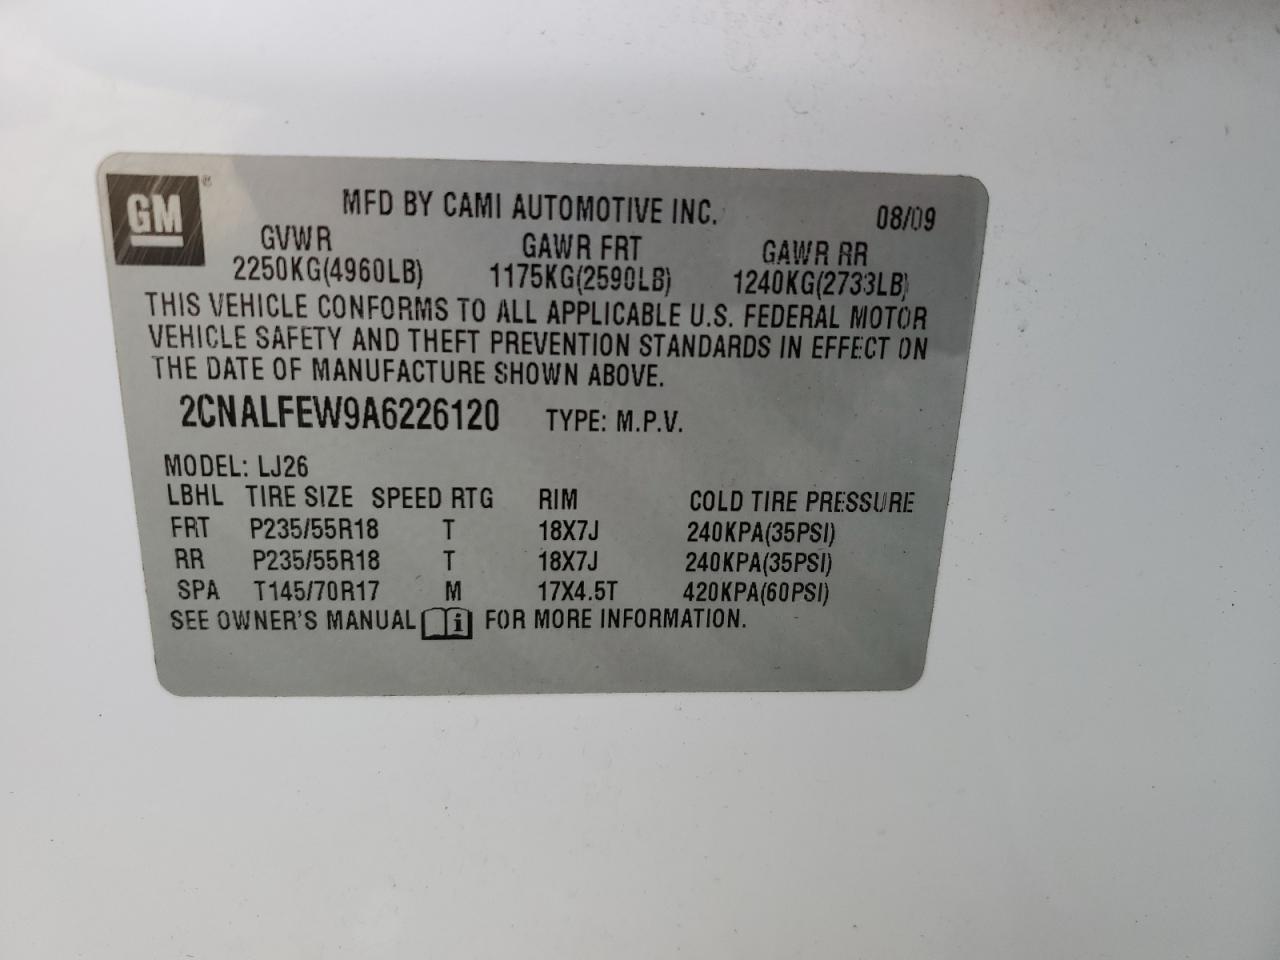 GM®
MFD BY CAMI AUTOMOTIVE INC. 08/09
GVWR GAWR FRT GAWR RR
2250KG(4960LB) 1175KG(2590LB) 1240KG(2733LB)
THIS VEHICLE CONFORMS TO ALL APPLICABLE U.S. FEDERAL MOTOR
VEHICLE SAFETY AND THEFT PREVENTION STANDARDS IN EFFECT ON
THE DATE OF MANUFACTURE SHOWN ABOVE.
2CNALFEW9A6226120 TYPE: M.P.V.
MODEL: LJ26
LBHL TIRE SIZE SPEED RTG RIM COLD TIRE PRESSURE
FRT P235/55R18 T 18X7J 240KPA(35PSI)
RR P235/55R18 T 18X7J 240KPA(35PSI)
SPA T145/70R17 M 17X4.5T 420KPA(60PSI)
SEE OWNER'S MANUAL i FOR MORE INFORMATION.